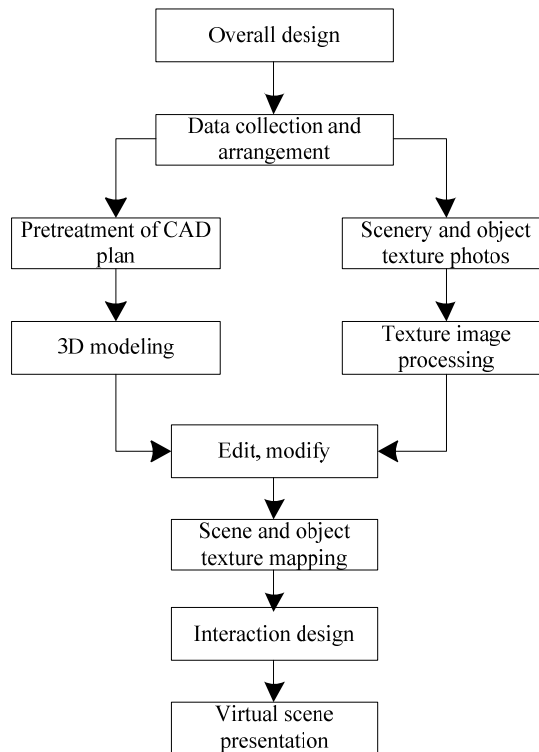 Overall design
Data collection and
arrangement
Pretreatment of CAD
plan
Scenery and object
texture photos
3D modeling
Texture image
processing
Edit, modify
Scene and object
texture mapping
Interaction design
Virtual scene
presentation